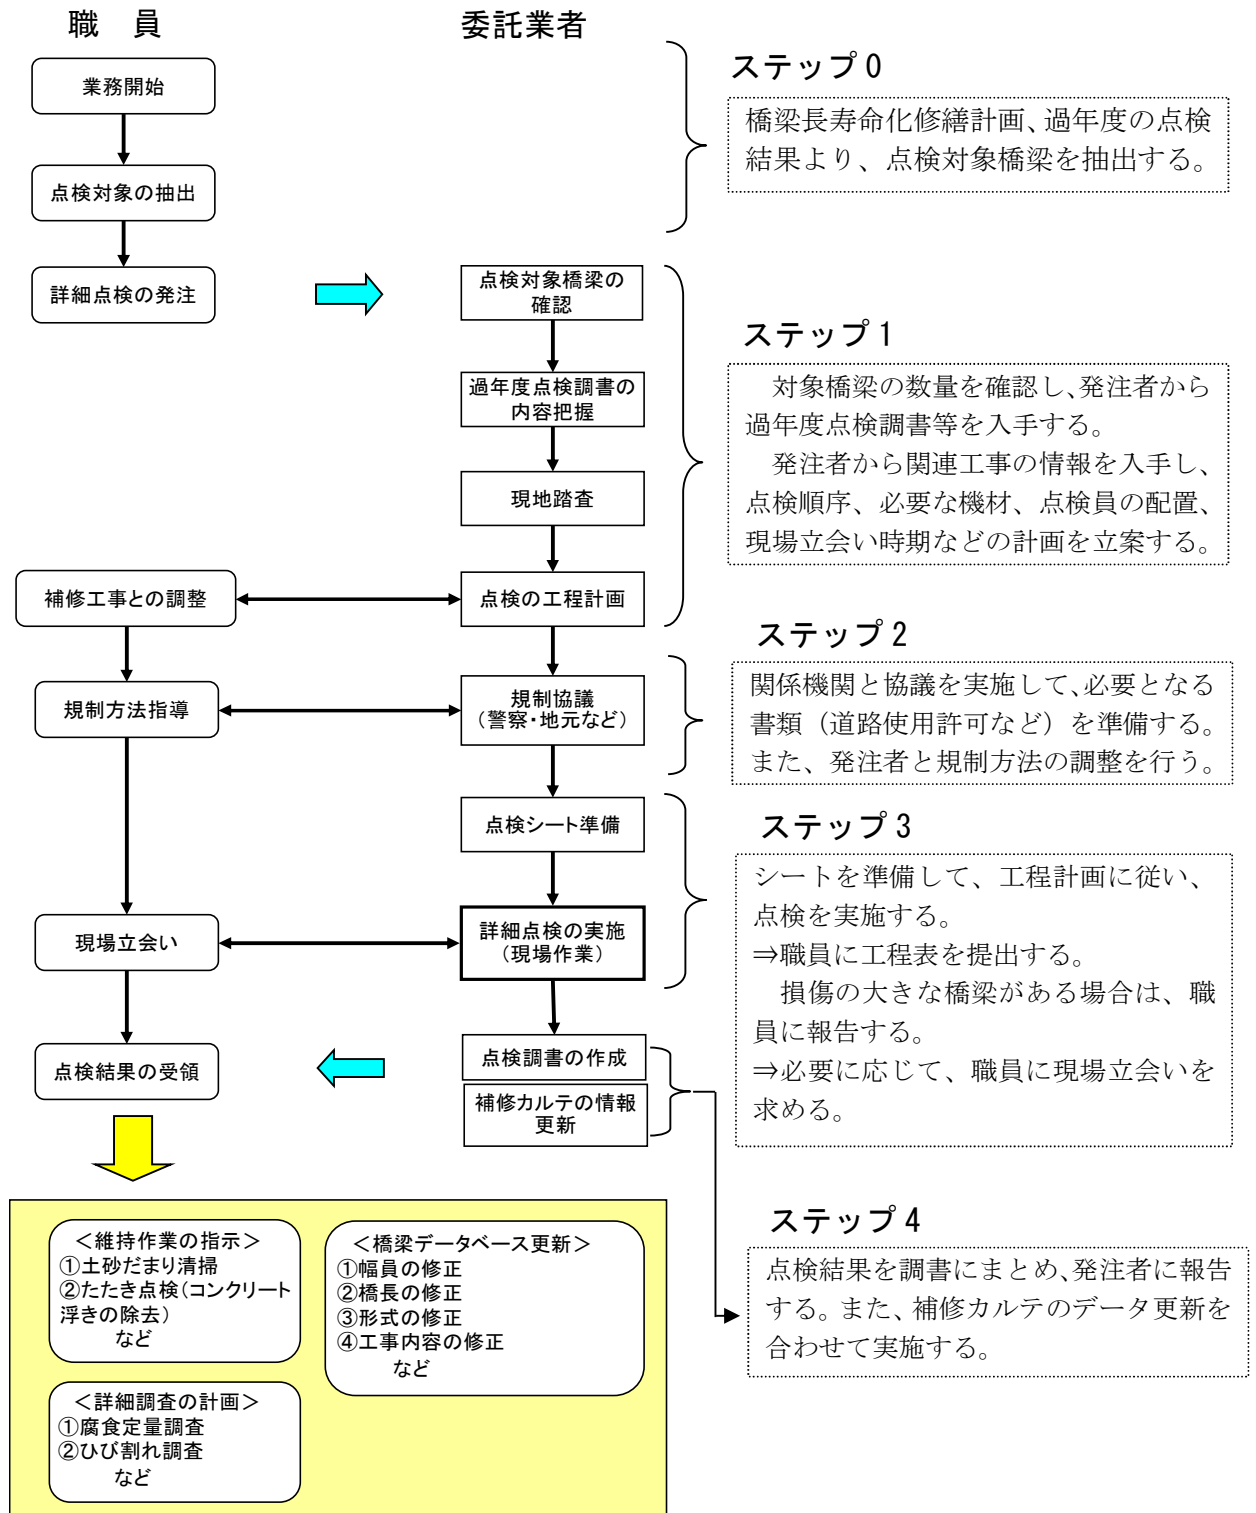 職　員
委託業者
業務開始
点検対象の抽出
詳細点検の発注
ステップ 0
橋梁長寿命化修繕計画、過年度の点検
結果より、点検対象橋梁を抽出する。
点検対象橋梁の
確認
過年度点検調書の
内容把握
現地踏査
点検の工程計画
補修工事との調整
ステップ 1
対象橋梁の数量を確認し、発注者から
過年度点検調書等を入手する。
発注者から関連工事の情報を入手し、
点検順序、必要な機材、点検員の配置、
現場立会い時期などの計画を立案する。
規制方法指導
規制協議
（警察・地元など）
ステップ 2
関係機関と協議を実施して、必要となる
書類（道路使用許可など）を準備する。
また、発注者と規制方法の調整を行う。
点検シート準備
現場立会い
詳細点検の実施
（現場作業）
ステップ 3
シートを準備して、工程計画に従い、
点検を実施する。
⇒職員に工程表を提出する。
損傷の大きな橋梁がある場合は、職
員に報告する。
⇒必要に応じて、職員に現場立会いを
求める。
点検結果の受領
点検調書の作成
補修カルテの情報
更新
ステップ 4
点検結果を調書にまとめ、発注者に報告
する。また、補修カルテのデータ更新を
合わせて実施する。
＜維持作業の指示＞
①土砂だまり清掃
②たたき点検（コンクリート
浮きの除去）
など
＜橋梁データベース更新＞
①幅員の修正
②橋長の修正
③形式の修正
④工事内容の修正
など
＜詳細調査の計画＞
①腐食定量調査
②ひび割れ調査
など